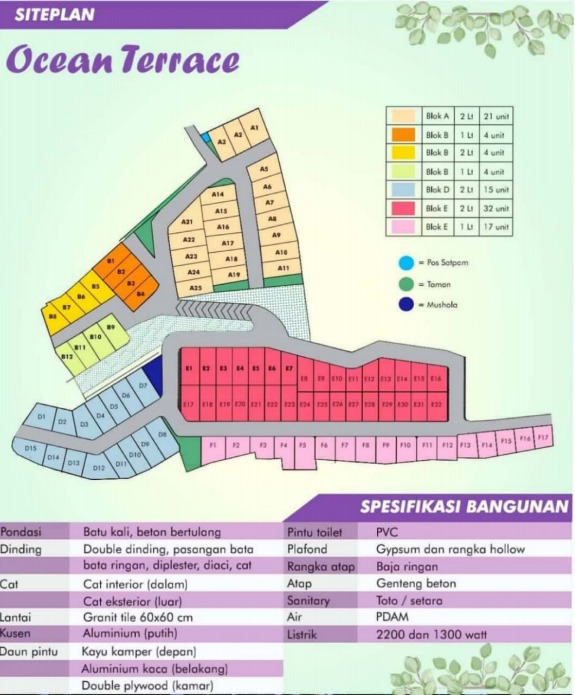 SITEPLAN
Ocean Terrace
Blok A 2 Lt 21 unit
Blok B 1 Lt 4 unit
Blok B 2 Lt 4 unit
Blok B 1 Lt 4 unit
Blok D 2 Lt 15 unit
Blok E 2 Lt 32 unit
Blok E 1 Lt 17 unit
= Pos Satpam
= Taman
= Mushola
A2 A2 A1
A5
A6
A7
A8
A9
A10
A11
A14
A15
A16
A17
A18
A19
A21
A22
A23
A24
A25
B1
B2
B3
B4
B5
B6
B7
B8
B9
B10
B11
B12
D1 D2 D3 D4 D5 D6 D7
D15 D14 D13 D12 D11 D10 D9 D8
E1 E2 E3 E4 E5 E6 E7 E8 E9 E10 E11 E12 E13 E14 E15 E16
E17 E18 E19 E20 E21 E22 E23 E24 E25 E26 E27 E28 E29 E30 E31 E32
F1 F2 F3 F4 F5 F6 F7 F8 F9 F10 F11 F12 F13 F14 F15 F16 F17
SPESIFIKASI BANGUNAN
Pondasi Batu kali, beton bertulang
Dinding Double dinding, pasangan bata
bata ringan, diplester, diaci, cat
Cat Cat interior (dalam)
Cat eksterior (luar)
Lantai Granit tile 60x60 cm
Kusen Aluminium (putih)
Daun pintu Kayu kamper (depan)
Aluminium kaca (belakang)
Double plywood (kamar)
Pintu toilet PVC
Plafond Gypsum dan rangka hollow
Rangka atap Baja ringan
Atap Genteng beton
Sanitary Toto / setara
Air PDAM
Listrik 2200 dan 1300 watt